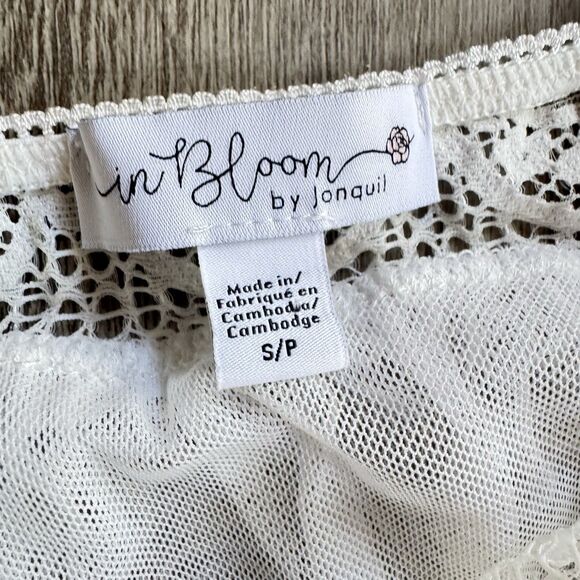 in Bloom
by Jonquil
Made in/
Fabriqué en
Cambodia/
Cambodge
S/P